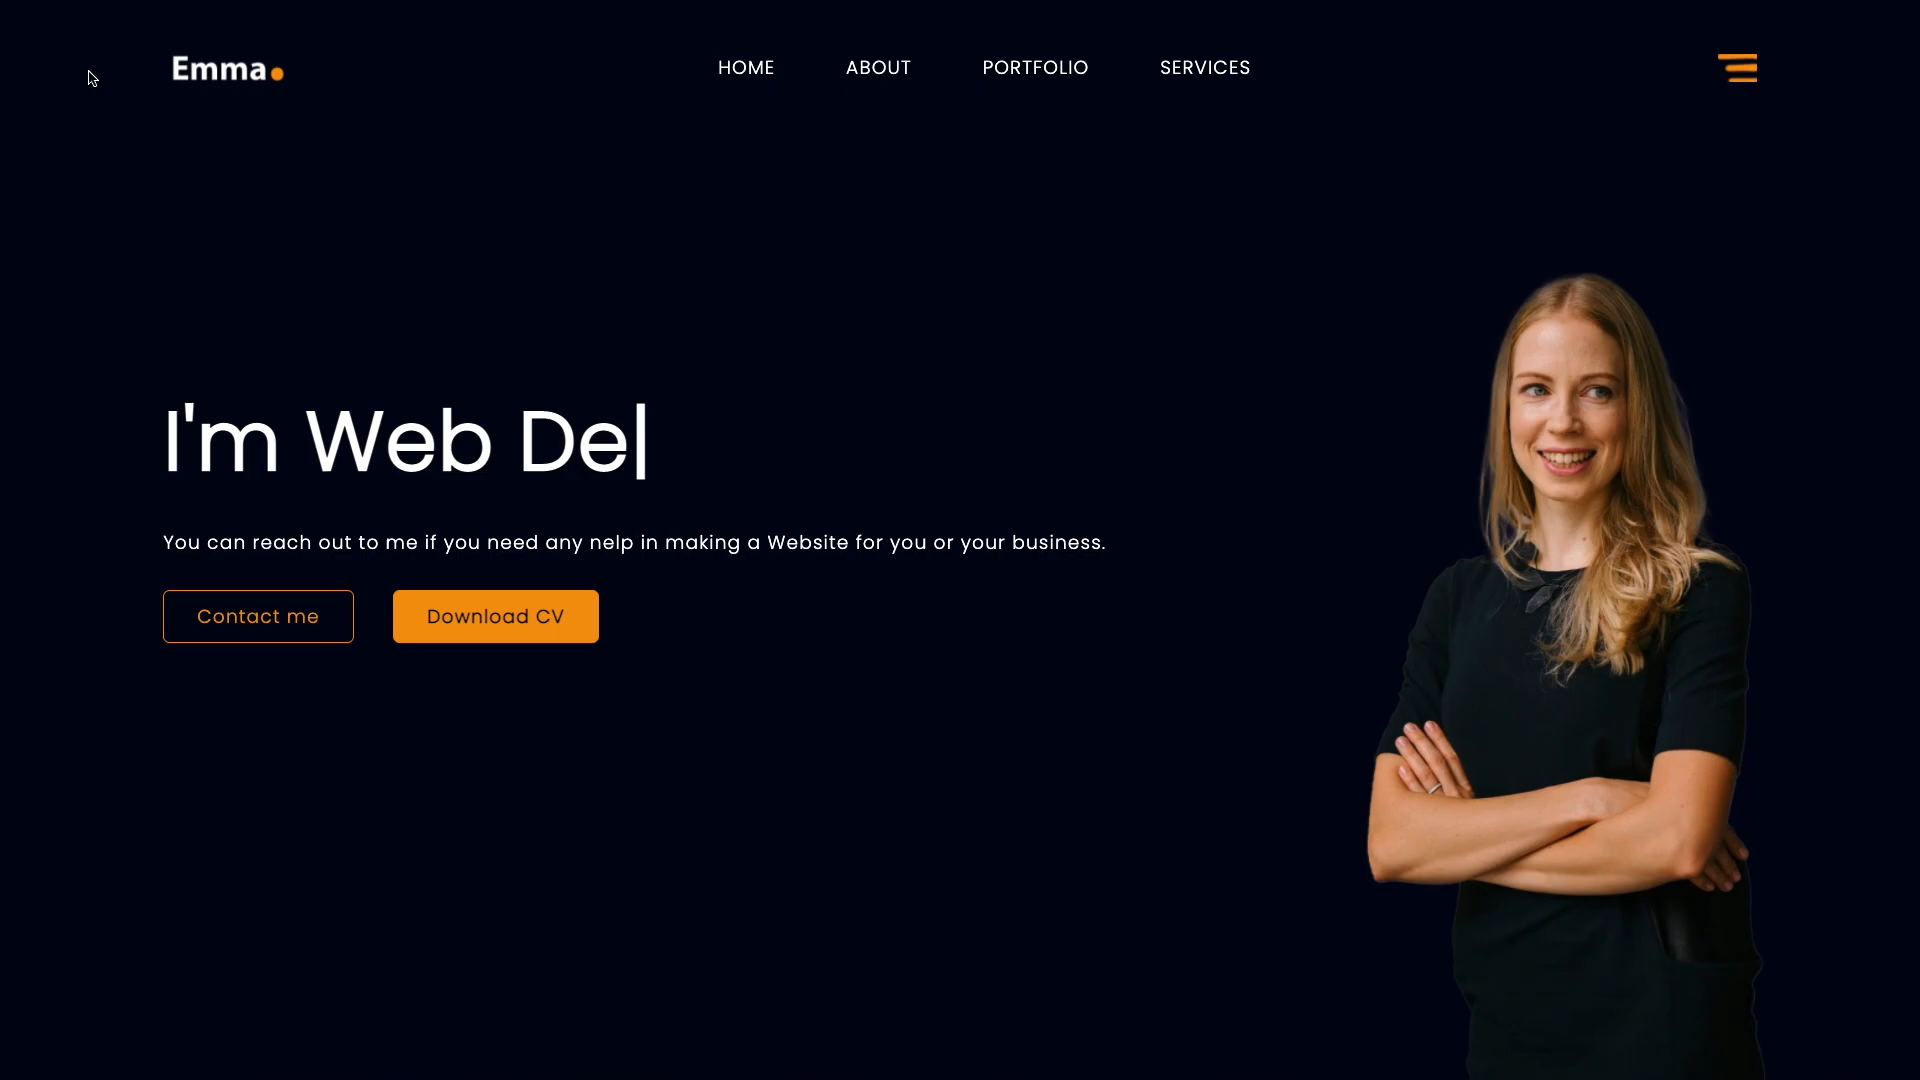 Emma.
HOME ABOUT PORTFOLIO SERVICES
I'm Web De|
You can reach out to me if you need any nelp in making a Website for you or your business.
Contact me Download CV